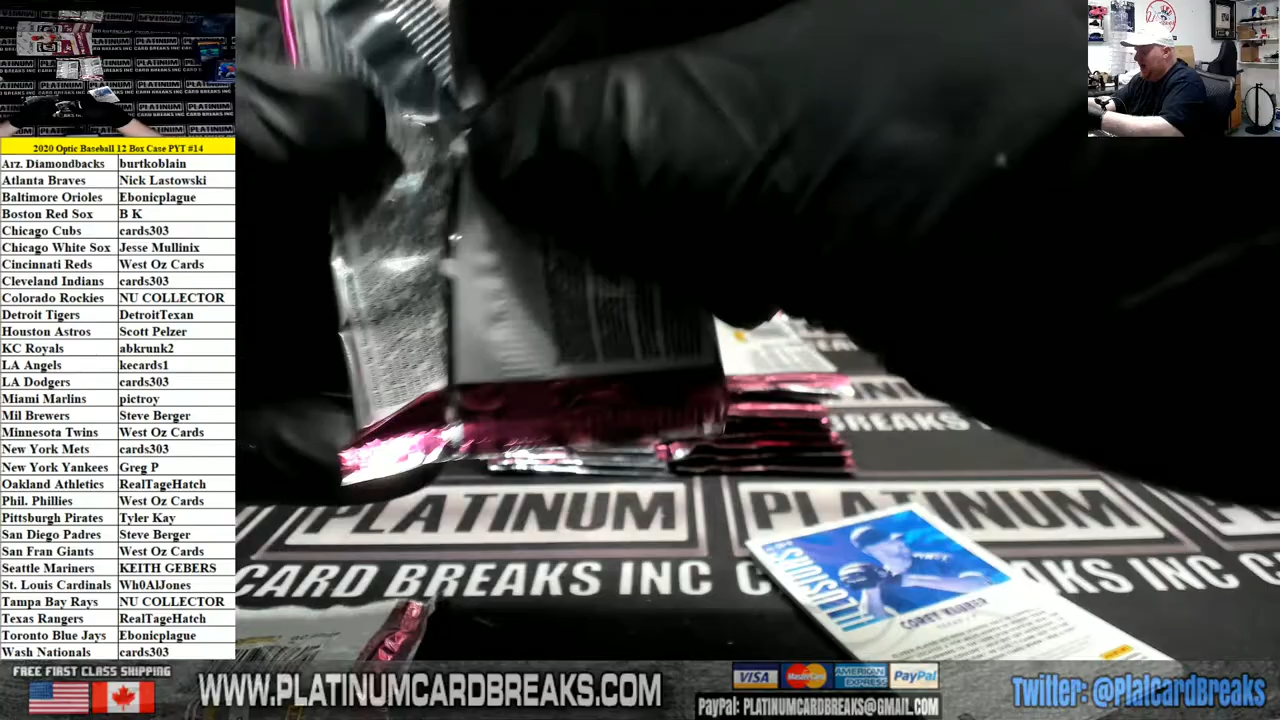 2020 Optic Baseball 12 Box Case PYT #14
Arz. Diamondbacks burtkoblain
Atlanta Braves Nick Lastowski
Baltimore Orioles Ebonicplague
Boston Red Sox B K
Chicago Cubs cards303
Chicago White Sox Jesse Mullinix
Cincinnati Reds West Oz Cards
Cleveland Indians cards303
Colorado Rockies NU COLLECTOR
Detroit Tigers DetroitTexan
Houston Astros Scott Pelzer
KC Royals abkrunk2
LA Angels kecards1
LA Dodgers cards303
Miami Marlins pictroy
Mil Brewers Steve Berger
Minnesota Twins West Oz Cards
New York Mets cards303
New York Yankees Greg P
Oakland Athletics RealTageHatch
Phil. Phillies West Oz Cards
Pittsburgh Pirates Tyler Kay
San Diego Padres Steve Berger
San Fran Giants West Oz Cards
Seattle Mariners KEITH GEBERS
St. Louis Cardinals Wh0AlJones
Tampa Bay Rays NU COLLECTOR
Texas Rangers RealTageHatch
Toronto Blue Jays Ebonicplague
Wash Nationals cards303
PLATINUM PLATINUM
CARD BREAKS INC
ILLUSIONS
COREY KLUBER
FREE FIRST CLASS SHIPPING
WWW.PLATINUMCARDBREAKS.COM
VISA MasterCard AMERICAN EXPRESS PayPal
PayPal: PLATINUMCARDBREAKS@GMAIL.COM
Twitter: @PlatCardBreaks